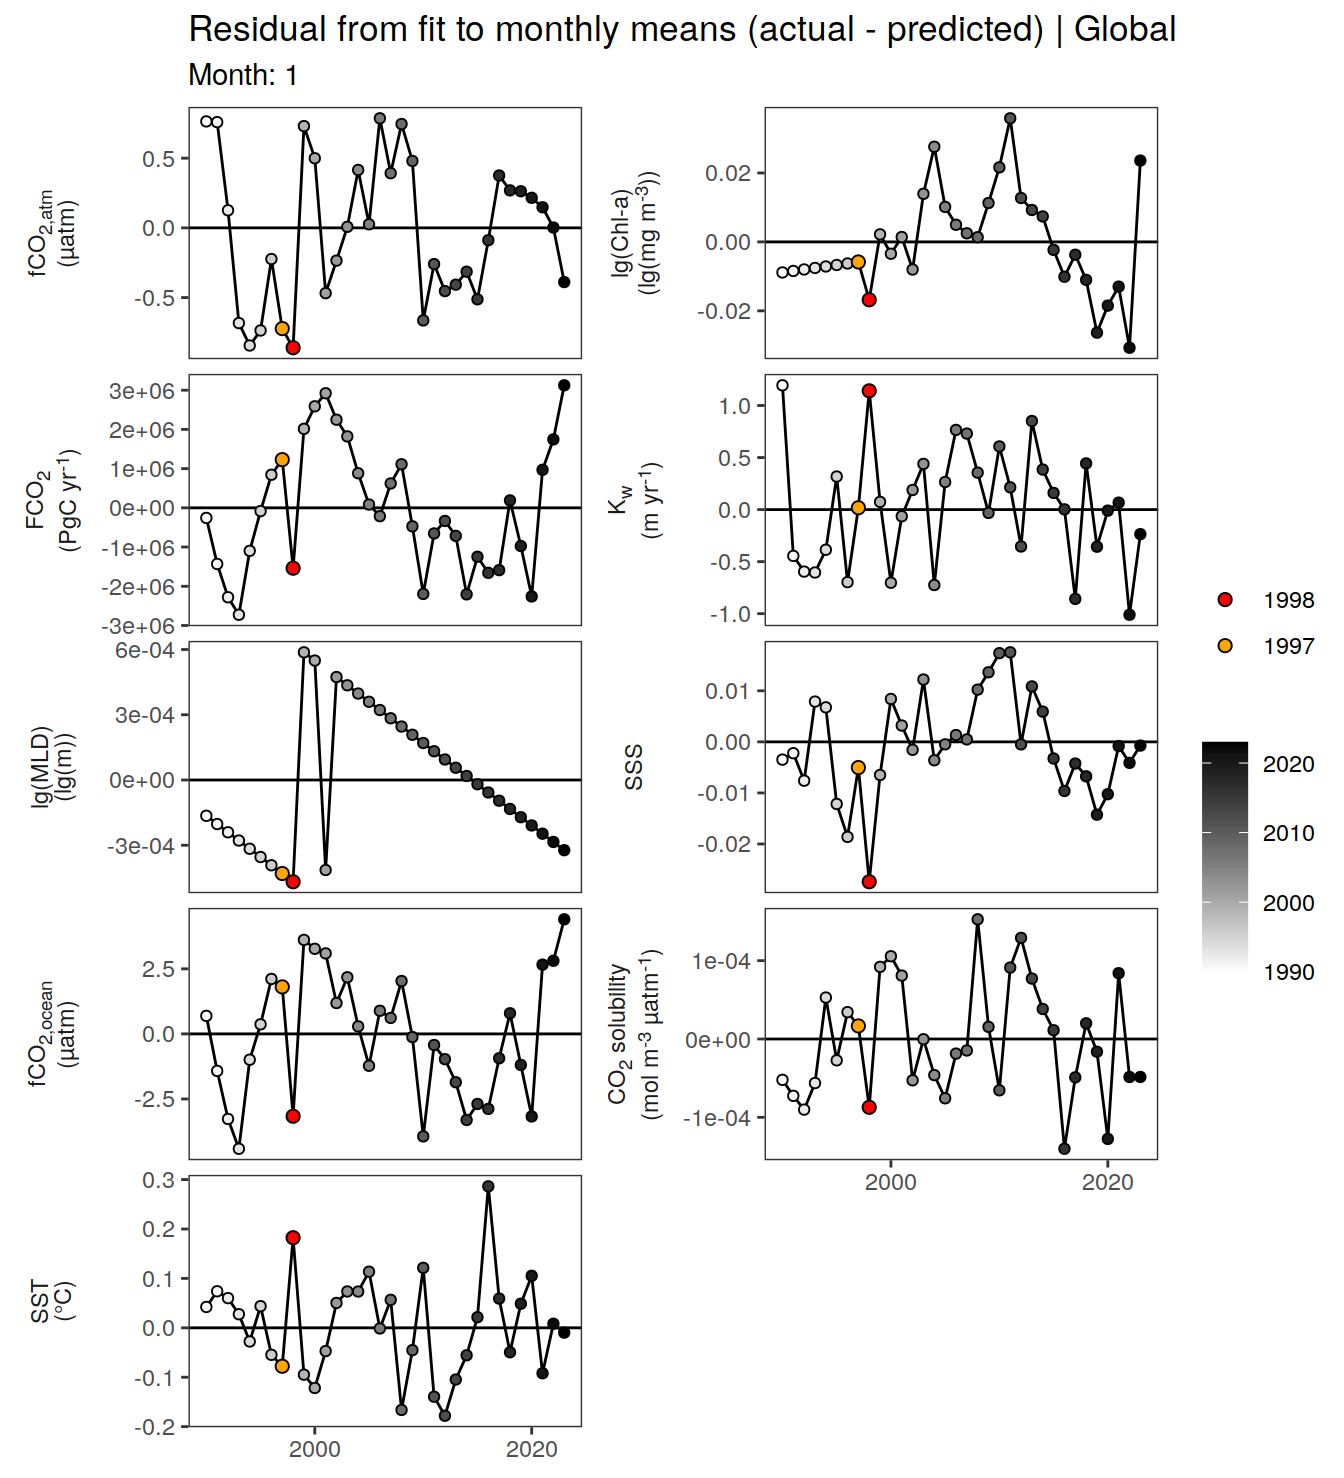 Residual from fit to monthly means (actual - predicted) | Global
Month: 1
fCO2,atm
(µatm)
0.5
0.0
-0.5
lg(Chl-a)
(lg(mg m-3))
0.02
0.00
-0.02
FCO2
(PgC yr-1)
3e+06
2e+06
1e+06
0e+00
-1e+06
-2e+06
-3e+06
Kw
(m yr-1)
1.0
0.5
0.0
-0.5
-1.0
lg(MLD)
(lg(m))
6e-04
3e-04
0e+00
-3e-04
SSS
0.01
0.00
-0.01
-0.02
fCO2,ocean
(µatm)
2.5
0.0
-2.5
CO2 solubility
(mol m-3 µatm-1)
1e-04
0e+00
-1e-04
2000 2020
SST
(°C)
0.3
0.2
0.1
0.0
-0.1
-0.2
2000 2020
1998
1997
2020
2010
2000
1990